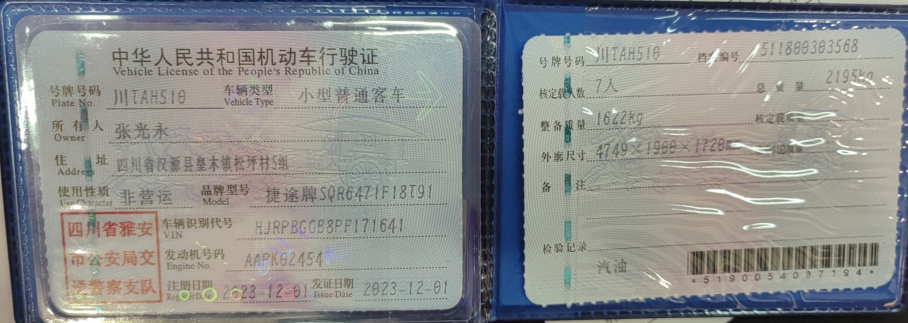 中华人民共和国机动车行驶证
Vehicle License of the People's Republic of China
号牌号码 川TAH510 车辆类型 小型普通客车
Plate No. Vehicle Type
所有人 张光永
Owner
住址 四川省汉源县皇木镇松坪村5组
Address
使用性质 非营运 品牌型号 捷途牌SQR6471F18T91
Use Character Model
四川省雅安
市公安局交
通警察支队
车辆识别代号 HJRPBGGB8PF171641
VIN
发动机号码 AAPK02454
Engine No.
注册日期 2023-12-01 发证日期 2023-12-01
Issue Date
号牌号码 川TAH510 档案编号 511800303568
核定载人数 7人 总质量 2195kg
整备质量 1622kg 核定载质量
外廓尺寸 4749×1900×1720
备注
检验记录
汽油
*5190054087194*